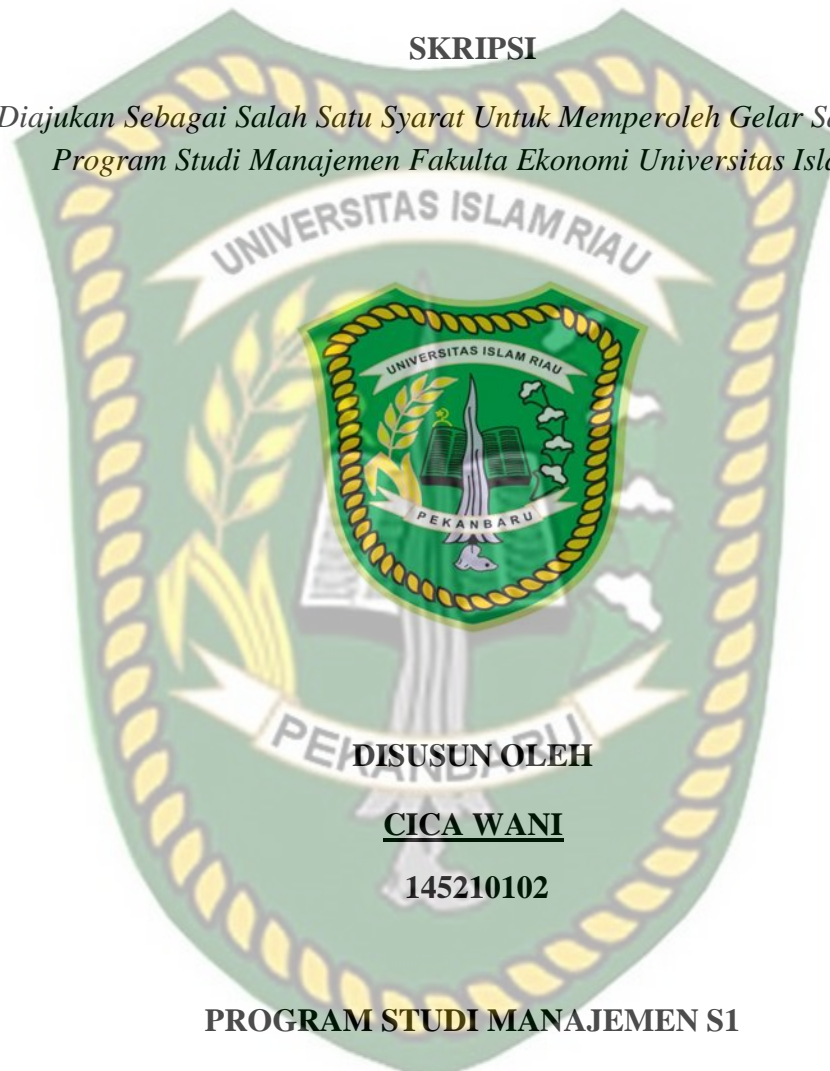 SKRIPSI
Diajukan Sebagai Salah Satu Syarat Untuk Memperoleh Gelar
Program Studi Manajemen Fakulta Ekonomi Universitas
UNIVERSITAS ISLAM RIAU
UNIVERSITAS ISLAM RIAU
PEKANBARU
PEKANBARU
DISUSUN OLEH
CICA WANI
145210102
PROGRAM STUDI MANAJEMEN S1